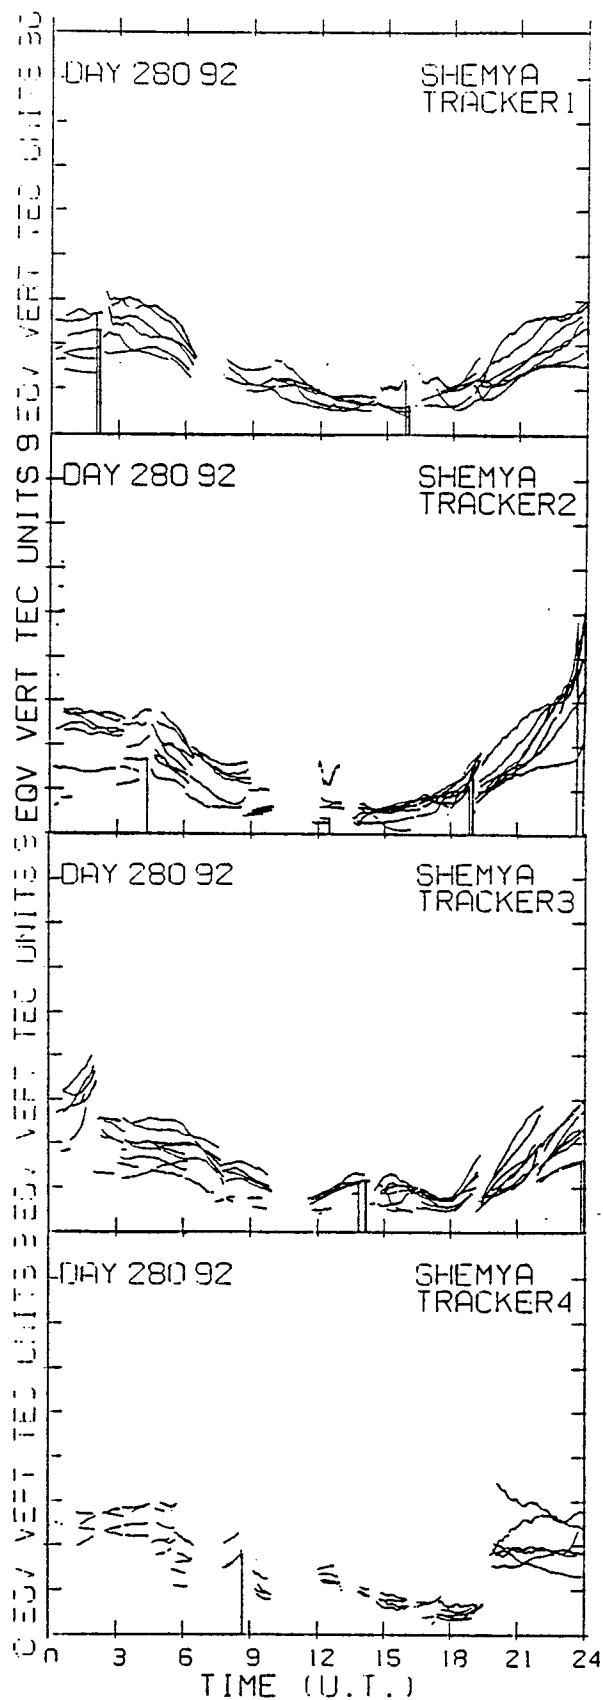 DAY 280 92
SHEMYA
TRACKER1
EQV VERT TEC UNITS
DAY 280 92
SHEMYA
TRACKER2
EQV VERT TEC UNITS
DAY 280 92
SHEMYA
TRACKER3
EQV VERT TEC UNITS
DAY 280 92
SHEMYA
TRACKER4
0 EQV VERT TEC UNITS
0 3 6 9 12 15 18 21 24
TIME (U.T.)